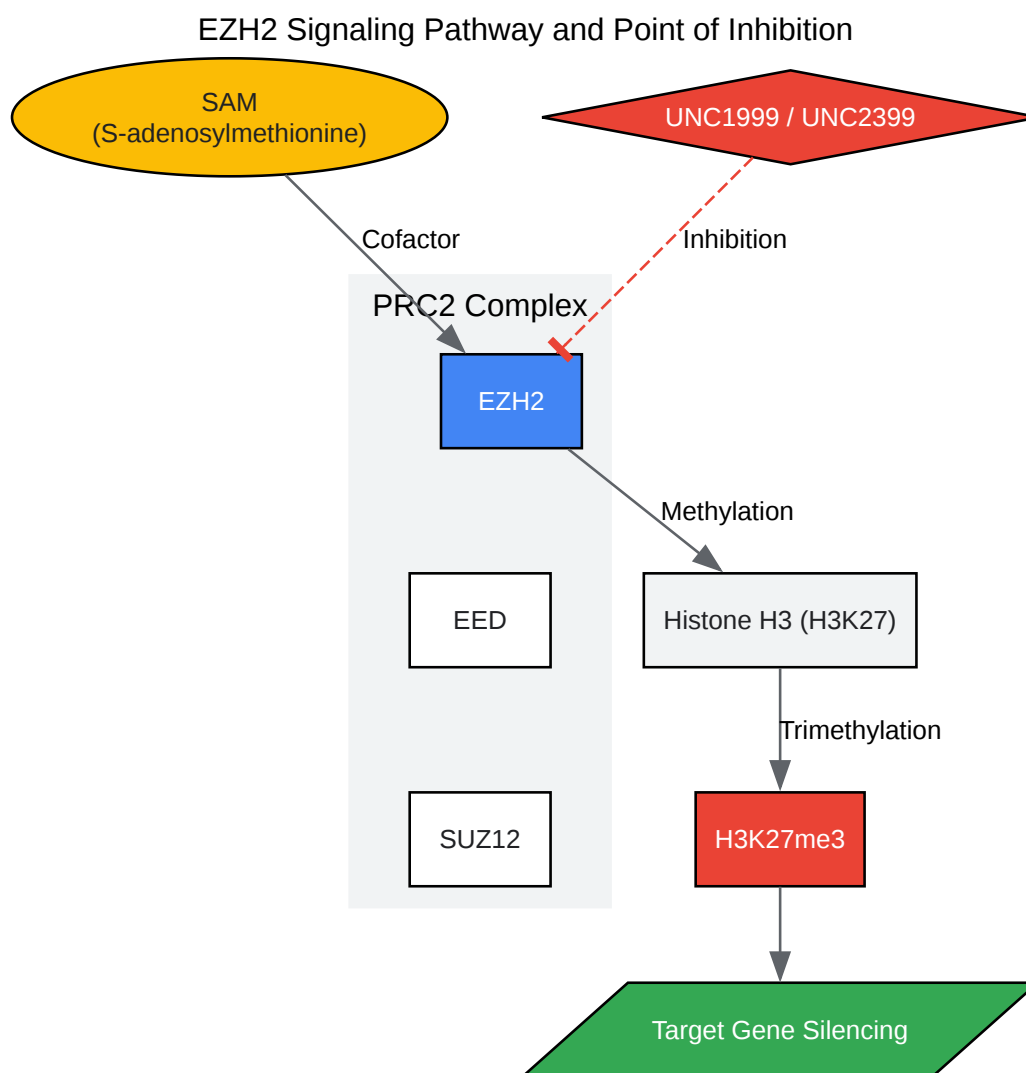 EZH2 Signaling Pathway and Point of Inhibition
SAM
(S-adenosylmethionine)
UNC1999 / UNC2399
Cofactor
Inhibition
PRC2 Complex
EZH2
Methylation
EED
Histone H3 (H3K27)
Trimethylation
SUZ12
H3K27me3
Target Gene Silencing